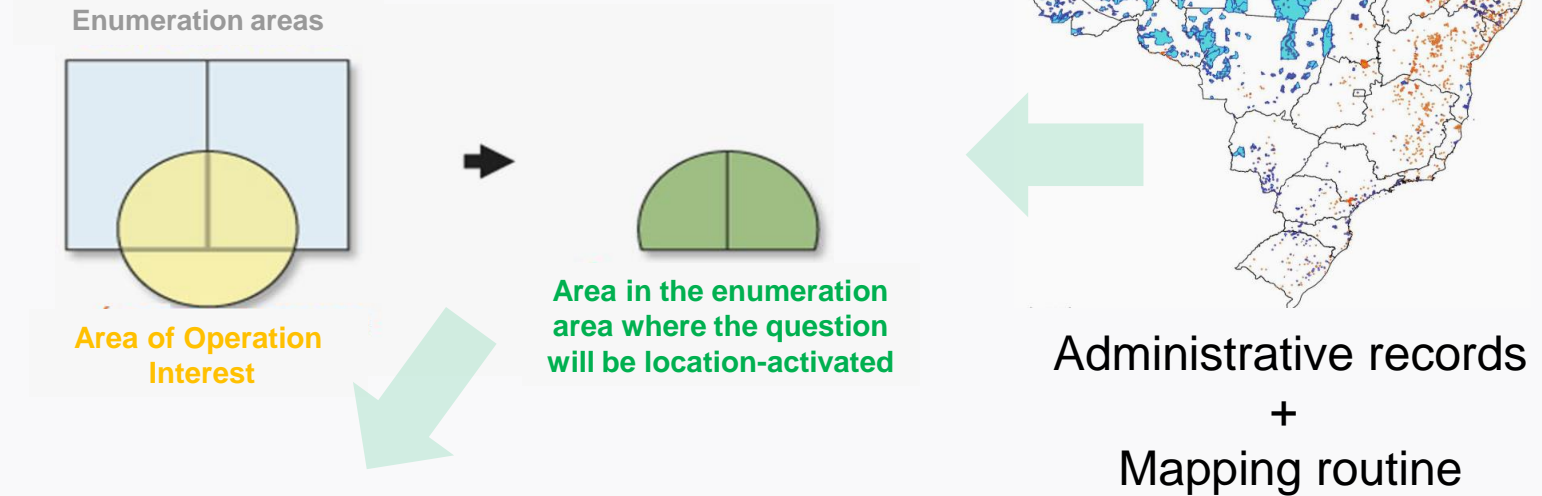 Enumeration areas
Area of Operation
Interest
Area in the enumeration
area where the question
will be location-activated
Administrative records
+
Mapping routine